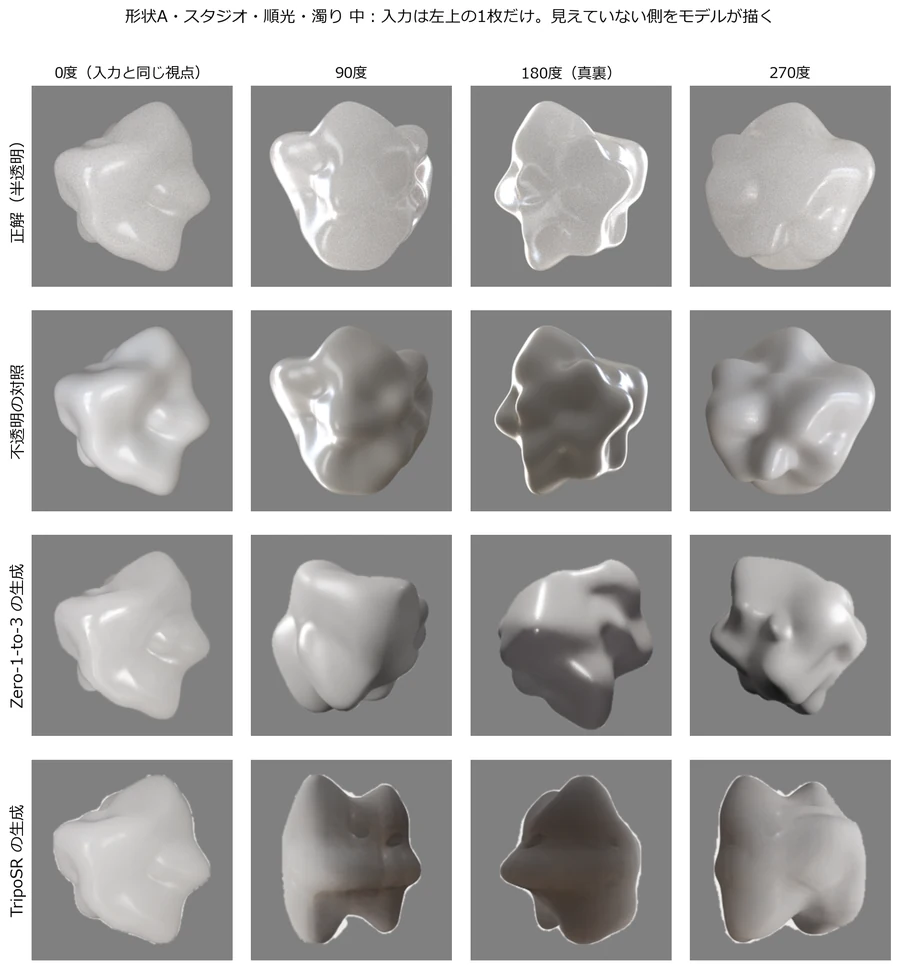 形状A・スタジオ・順光・濁り 中：入力は左上の1枚だけ。見えていない側をモデルが描く
0度（入力と同じ視点）
90度
180度（真裏）
270度
正解（半透明）
不透明の対照
Zero-1-to-3 の生成
TripoSR の生成